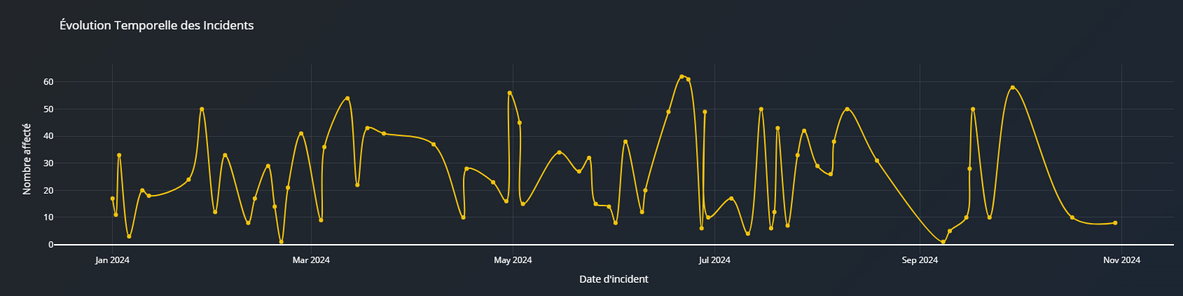 Évolution Temporelle des Incidents
Nombre affecté
60
50
40
30
20
10
0
Jan 2024 Mar 2024 May 2024 Jul 2024 Sep 2024 Nov 2024
Date d'incident